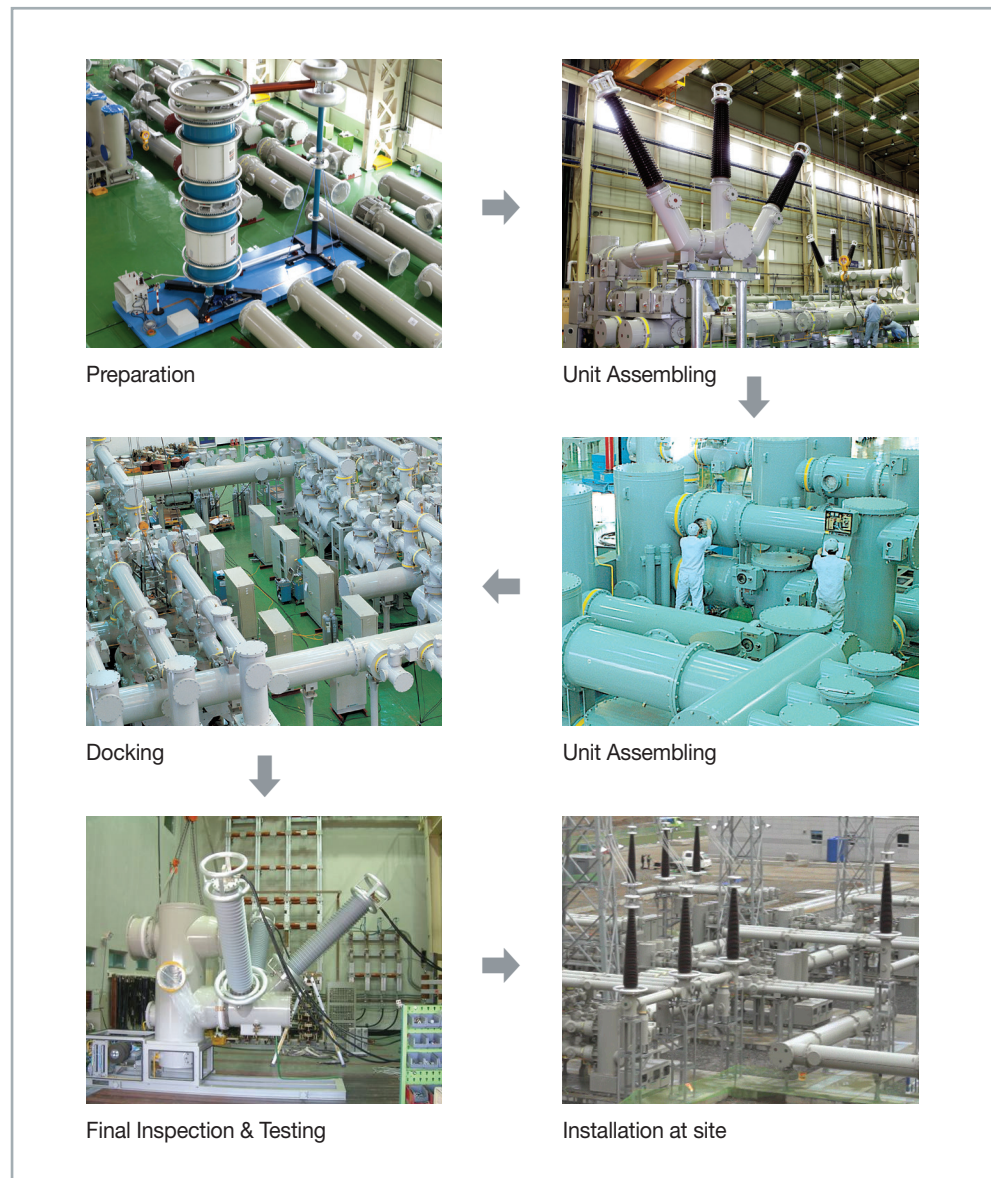 Preparation
Unit Assembling
Unit Assembling
Docking
Final Inspection & Testing
Installation at site